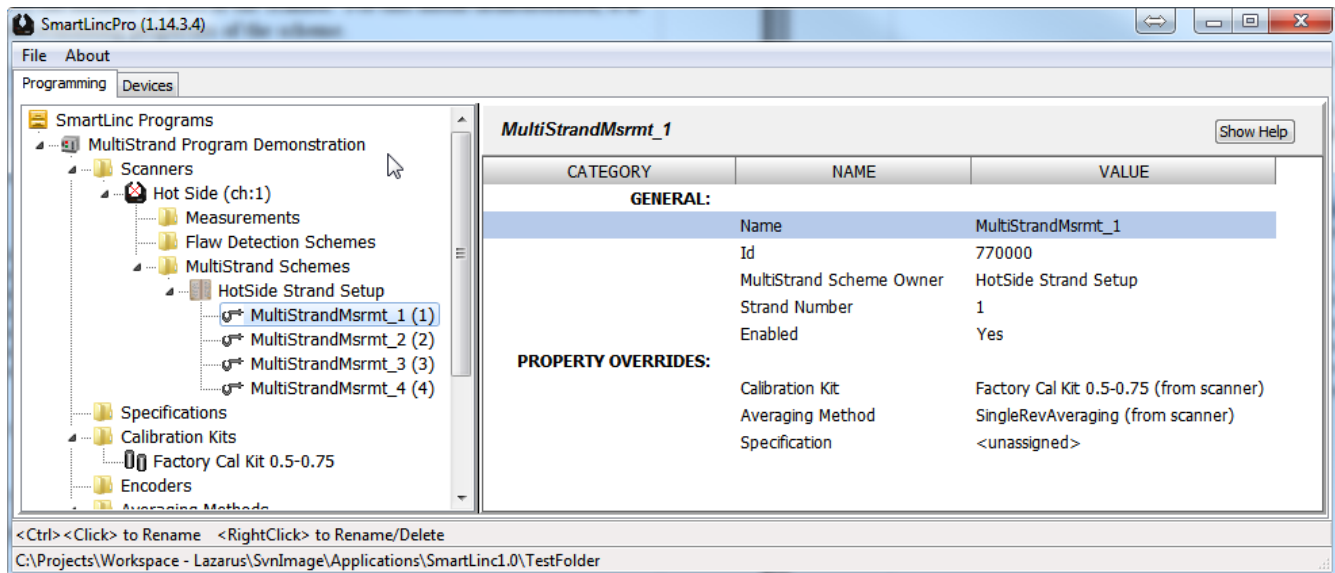 SmartLincPro (1.14.3.4)
File About
Programming Devices
SmartLinc Programs
MultiStrand Program Demonstration
Scanners
Hot Side (ch:1)
Measurements
Flaw Detection Schemes
MultiStrand Schemes
HotSide Strand Setup
MultiStrandMsrmt_1 (1)
MultiStrandMsrmt_2 (2)
MultiStrandMsrmt_3 (3)
MultiStrandMsrmt_4 (4)
Specifications
Calibration Kits
Factory Cal Kit 0.5-0.75
Encoders
Averaging Methods
MultiStrandMsrmt_1 Show Help
CATEGORY NAME VALUE
GENERAL:
Name MultiStrandMsrmt_1
Id 770000
MultiStrand Scheme Owner HotSide Strand Setup
Strand Number 1
Enabled Yes
PROPERTY OVERRIDES:
Calibration Kit Factory Cal Kit 0.5-0.75 (from scanner)
Averaging Method SingleRevAveraging (from scanner)
Specification <unassigned>
<Ctrl><Click> to Rename <RightClick> to Rename/Delete
C:\Projects\Workspace - Lazarus\SvnImage\Applications\SmartLinc1.0\TestFolder